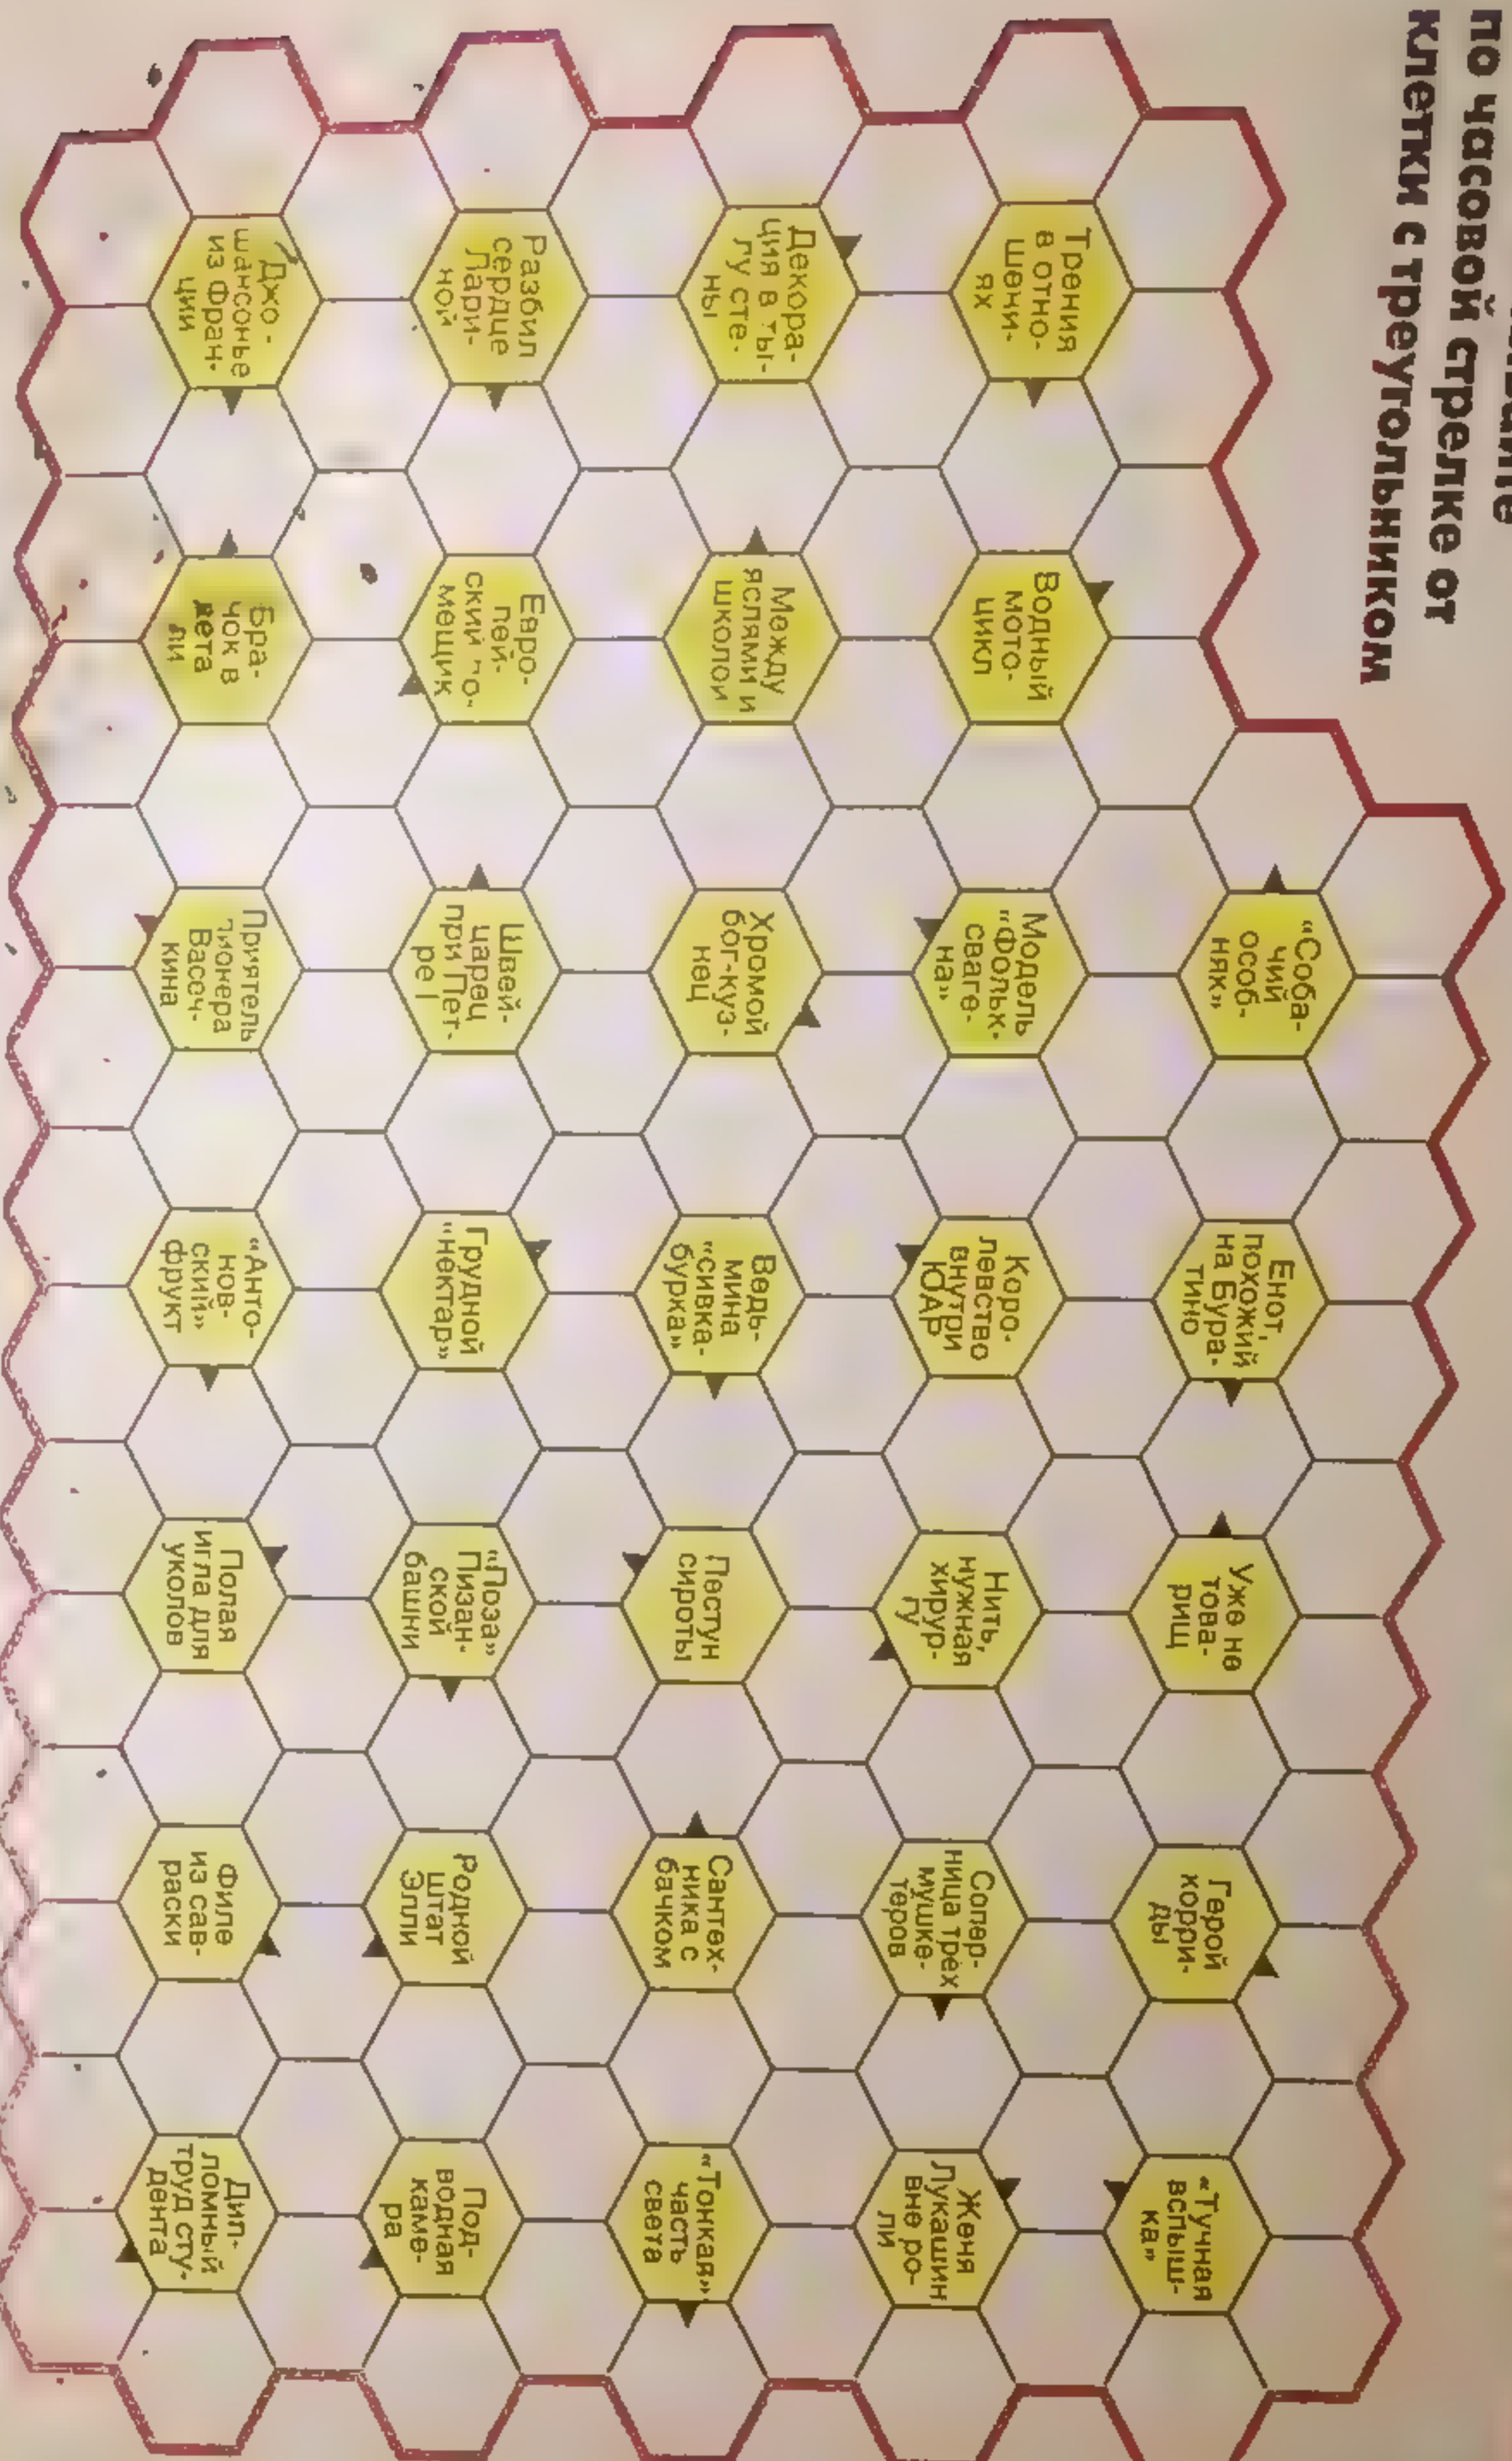 по часовой стрелке от
клетки с треугольником
"Соба-
чий
особ-
няк"
Енот,
похожий
на Бура-
тино
Уже не
това-
рищ
Герой
корри-
ды
"Тучная
вспыш-
ка"
Трения
в отно-
шени-
ях
Водный
мото-
цикл
Модель
"Фольк-
сваге-
на"
Коро-
левство
внутри
ЮАР
Нить,
нужная
хирур-
гу
Сопер-
ница трёх
мушке-
теров
Женя
Лукашин
вне ро-
ли
Декора-
ция в ты-
лу сте-
ны
Между
яслями и
школой
Хромой
бог-куз-
нец
Ведь-
мина
"сивка-
бурка"
Пестун
сироты
Сантех-
ника с
бачком
"Тонкая"
часть
света
Разбил
сердце
Лари-
ной
Евро-
пей-
ский по-
мещик
Швей-
царец
при Пет-
ре I
Грудной
"нектар"
"Поза"
Пизан-
ской
башни
Родной
штат
Элли
Под-
водная
каме-
ра
Джо -
шансонье
из Фран-
ции
Бра-
чок в
дета
ли
Приятель
пионера
Васеч-
кина
"Анто-
нов-
ский"
фрукт
Полая
игла для
уколов
Филе
из сав-
раски
Дип-
ломный
труд сту-
дента